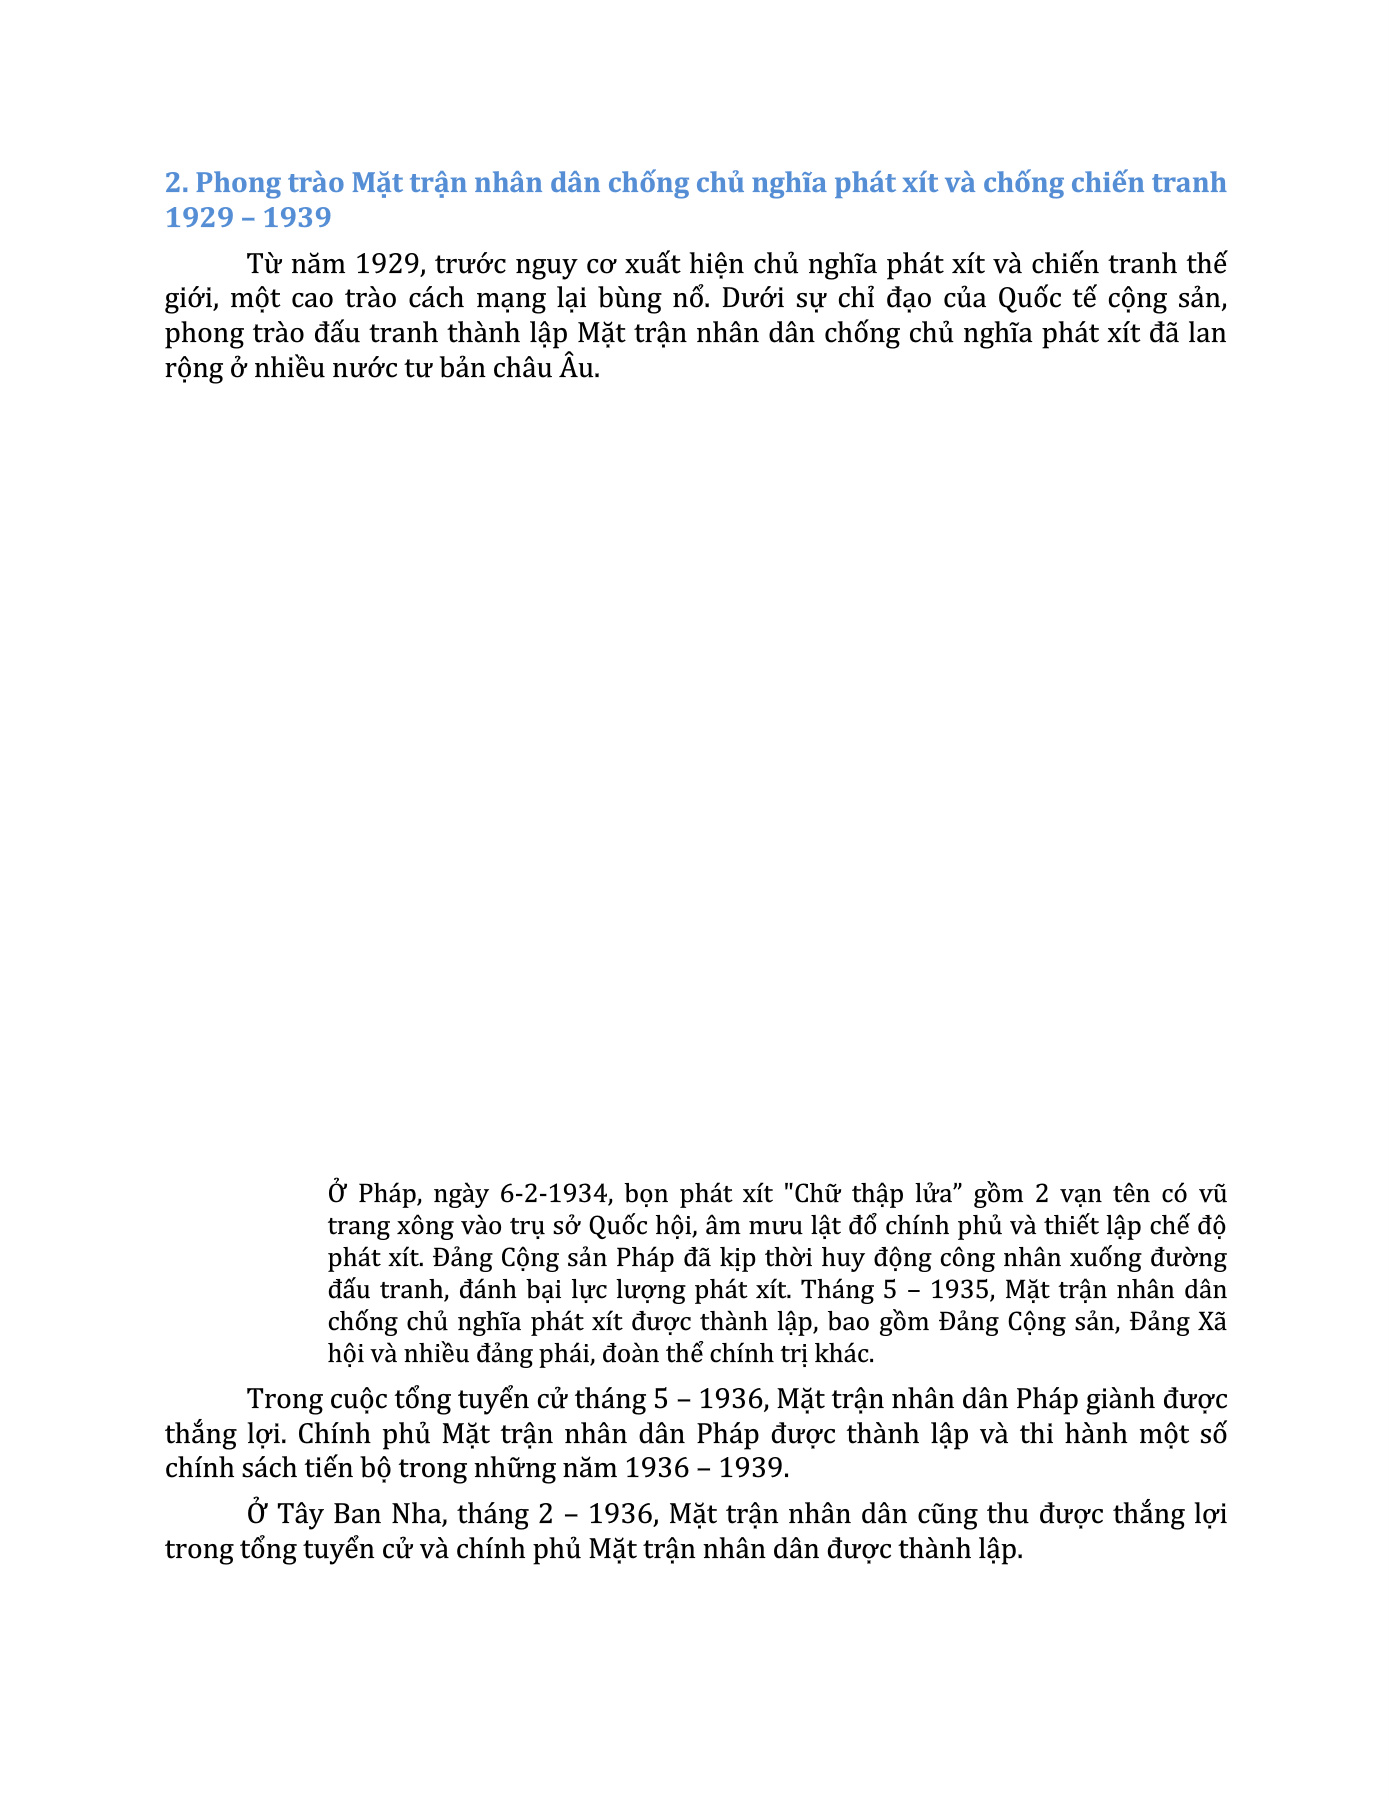 2. Phong trào Mặt trận nhân dân chống chủ nghĩa phát xít và chống chiến tranh
1929 – 1939
Từ năm 1929, trước nguy cơ xuất hiện chủ nghĩa phát xít và chiến tranh thế
giới, một cao trào cách mạng lại bùng nổ. Dưới sự chỉ đạo của Quốc tế cộng sản,
phong trào đấu tranh thành lập Mặt trận nhân dân chống chủ nghĩa phát xít đã lan
rộng ở nhiều nước tư bản châu Âu.
Ở Pháp, ngày 6-2-1934, bọn phát xít "Chữ thập lửa” gồm 2 vạn tên có vũ
trang xông vào trụ sở Quốc hội, âm mưu lật đổ chính phủ và thiết lập chế độ
phát xít. Đảng Cộng sản Pháp đã kịp thời huy động công nhân xuống đường
đấu tranh, đánh bại lực lượng phát xít. Tháng 5 – 1935, Mặt trận nhân dân
chống chủ nghĩa phát xít được thành lập, bao gồm Đảng Cộng sản, Đảng Xã
hội và nhiều đảng phái, đoàn thể chính trị khác.
Trong cuộc tổng tuyển cử tháng 5 – 1936, Mặt trận nhân dân Pháp giành được
thắng lợi. Chính phủ Mặt trận nhân dân Pháp được thành lập và thi hành một số
chính sách tiến bộ trong những năm 1936 – 1939.
Ở Tây Ban Nha, tháng 2 – 1936, Mặt trận nhân dân cũng thu được thắng lợi
trong tổng tuyển cử và chính phủ Mặt trận nhân dân được thành lập.